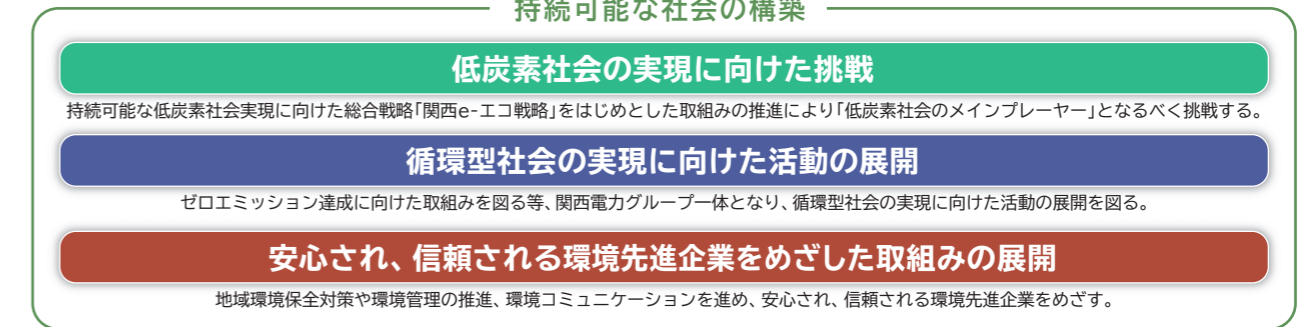 持続可能な社会の構築
低炭素社会の実現に向けた挑戦
持続可能な低炭素社会実現に向けた総合戦略「関西e-エコ戦略」をはじめとした取組みの推進により「低炭素社会のメインプレーヤー」となるべく挑戦する。
循環型社会の実現に向けた活動の展開
ゼロエミッション達成に向けた取組みを図る等、関西電力グループ一体となり、循環型社会の実現に向けた活動の展開を図る。
安心され、信頼される環境先進企業をめざした取組みの展開
地域環境保全対策や環境管理の推進、環境コミュニケーションを進め、安心され、信頼される環境先進企業をめざす。